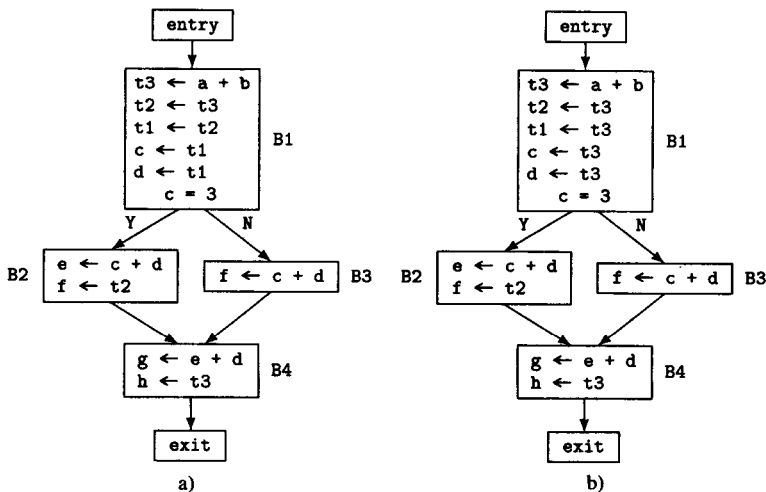 entry
t3 ← a + b
t2 ← t3
t1 ← t2
c ← t1
d ← t1
c = 3
B1
Y
N
B2
e ← c + d
f ← t2
f ← c + d
B3
g ← e + d
h ← t3
B4
exit
a)
entry
t3 ← a + b
t2 ← t3
t1 ← t3
c ← t3
d ← t3
c = 3
B1
Y
N
B2
e ← c + d
f ← t2
f ← c + d
B3
g ← e + d
h ← t3
B4
exit
b)